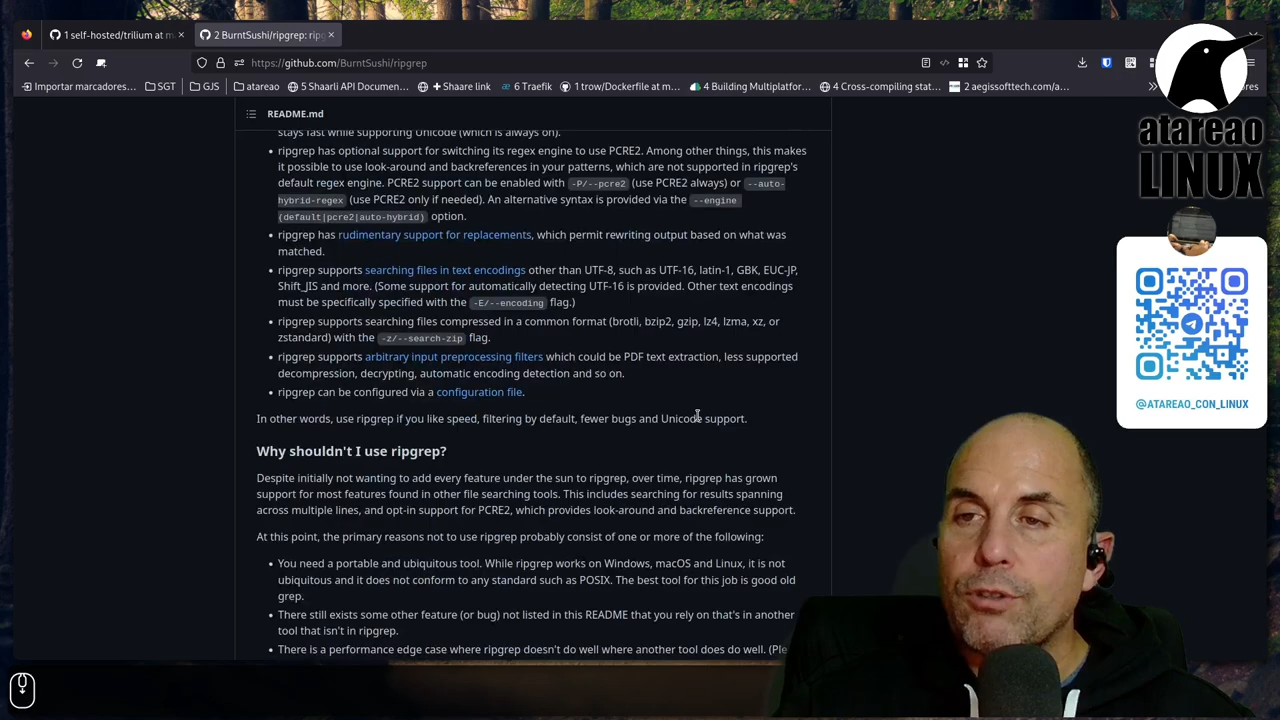 1 self-hosted/trilium at m
2 BurntSushi/ripgrep: ripg
https://github.com/BurntSushi/ripgrep
Importar marcadores...
SGT
GJS
atareao
5 Shaarli API Documen...
+ Shaare link
6 Traefik
1 trow/Dockerfile at m...
4 Building Multiplatfor...
4 Cross-compiling stat...
2 aegissofttech.com/a...
ores
README.md
stays fast while supporting Unicode (which is always on).
ripgrep has optional support for switching its regex engine to use PCRE2. Among other things, this makes
it possible to use look-around and backreferences in your patterns, which are not supported in ripgrep's
default regex engine. PCRE2 support can be enabled with -P/--pcre2 (use PCRE2 always) or --auto-
hybrid-regex (use PCRE2 only if needed). An alternative syntax is provided via the --engine
(default|pcre2|auto-hybrid) option.
ripgrep has rudimentary support for replacements, which permit rewriting output based on what was
matched.
ripgrep supports searching files in text encodings other than UTF-8, such as UTF-16, latin-1, GBK, EUC-JP,
Shift_JIS and more. (Some support for automatically detecting UTF-16 is provided. Other text encodings
must be specifically specified with the -E/--encoding flag.)
ripgrep supports searching files compressed in a common format (brotli, bzip2, gzip, lz4, lzma, xz, or
zstandard) with the -z/--search-zip flag.
ripgrep supports arbitrary input preprocessing filters which could be PDF text extraction, less supported
decompression, decrypting, automatic encoding detection and so on.
ripgrep can be configured via a configuration file.
In other words, use ripgrep if you like speed, filtering by default, fewer bugs and Unicode support.
Why shouldn't I use ripgrep?
Despite initially not wanting to add every feature under the sun to ripgrep, over time, ripgrep has grown
support for most features found in other file searching tools. This includes searching for results spanning
across multiple lines, and opt-in support for PCRE2, which provides look-around and backreference support.
At this point, the primary reasons not to use ripgrep probably consist of one or more of the following:
You need a portable and ubiquitous tool. While ripgrep works on Windows, macOS and Linux, it is not
ubiquitous and it does not conform to any standard such as POSIX. The best tool for this job is good old
grep.
There still exists some other feature (or bug) not listed in this README that you rely on that's in another
tool that isn't in ripgrep.
There is a performance edge case where ripgrep doesn't do well where another tool does do well. (Ple
atareao
LINUX
@ATAREAO_CON_LINUX